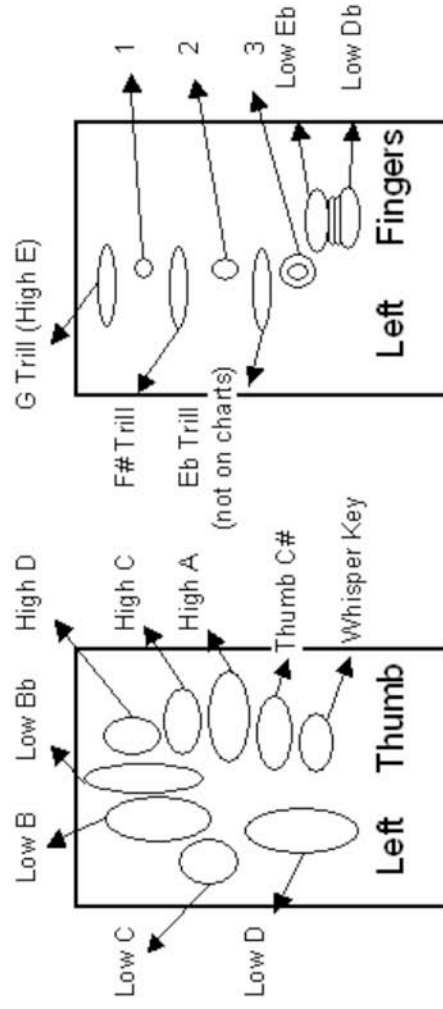 Low B
Low Bb
High D
Low C
High C
High A
Low D
Thumb C#
Whisper Key
Left Thumb
G Trill (High E)
F# Trill
1
Eb Trill
(not on charts)
2
3
Low Eb
Low Db
Left Fingers